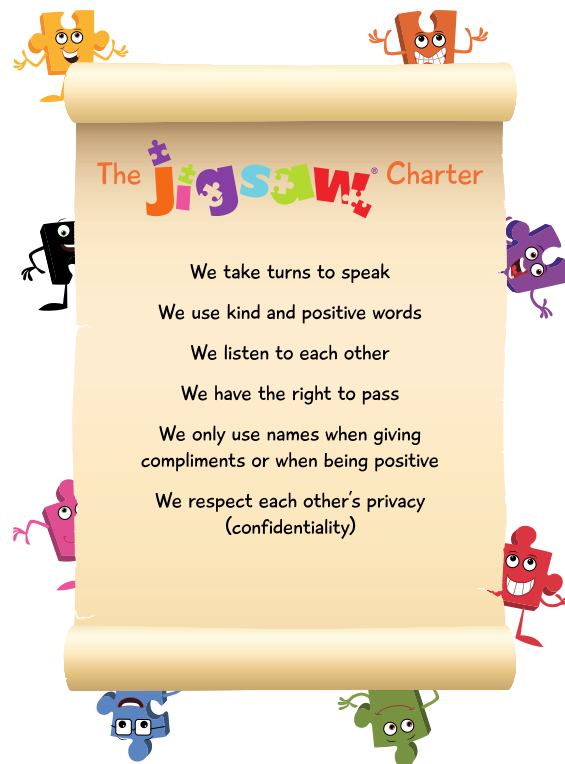 The Jigsaw® Charter
We take turns to speak
We use kind and positive words
We listen to each other
We have the right to pass
We only use names when giving
compliments or when being positive
We respect each other's privacy
(confidentiality)